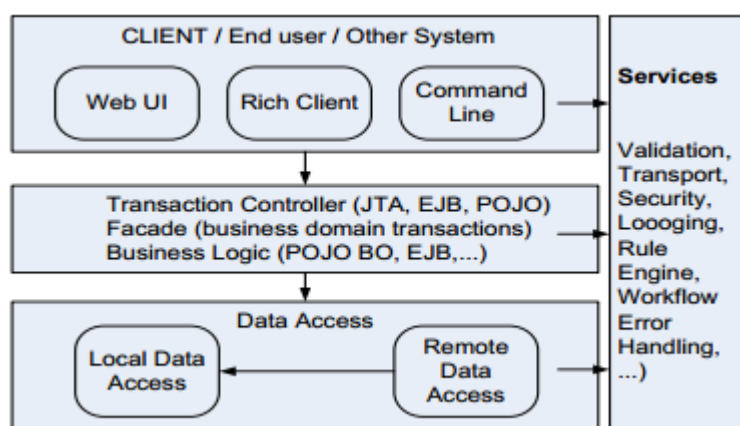 CLIENT / End user / Other System
Web UI
Rich Client
Command
Line
Transaction Controller (JTA, EJB, POJO)
Facade (business domain transactions)
Business Logic (POJO BO, EJB,...)
Data Access
Local Data
Access
Remote
Data
Access
Services
Validation,
Transport,
Security,
Loooging,
Rule
Engine,
Workflow
Error
Handling,
...)